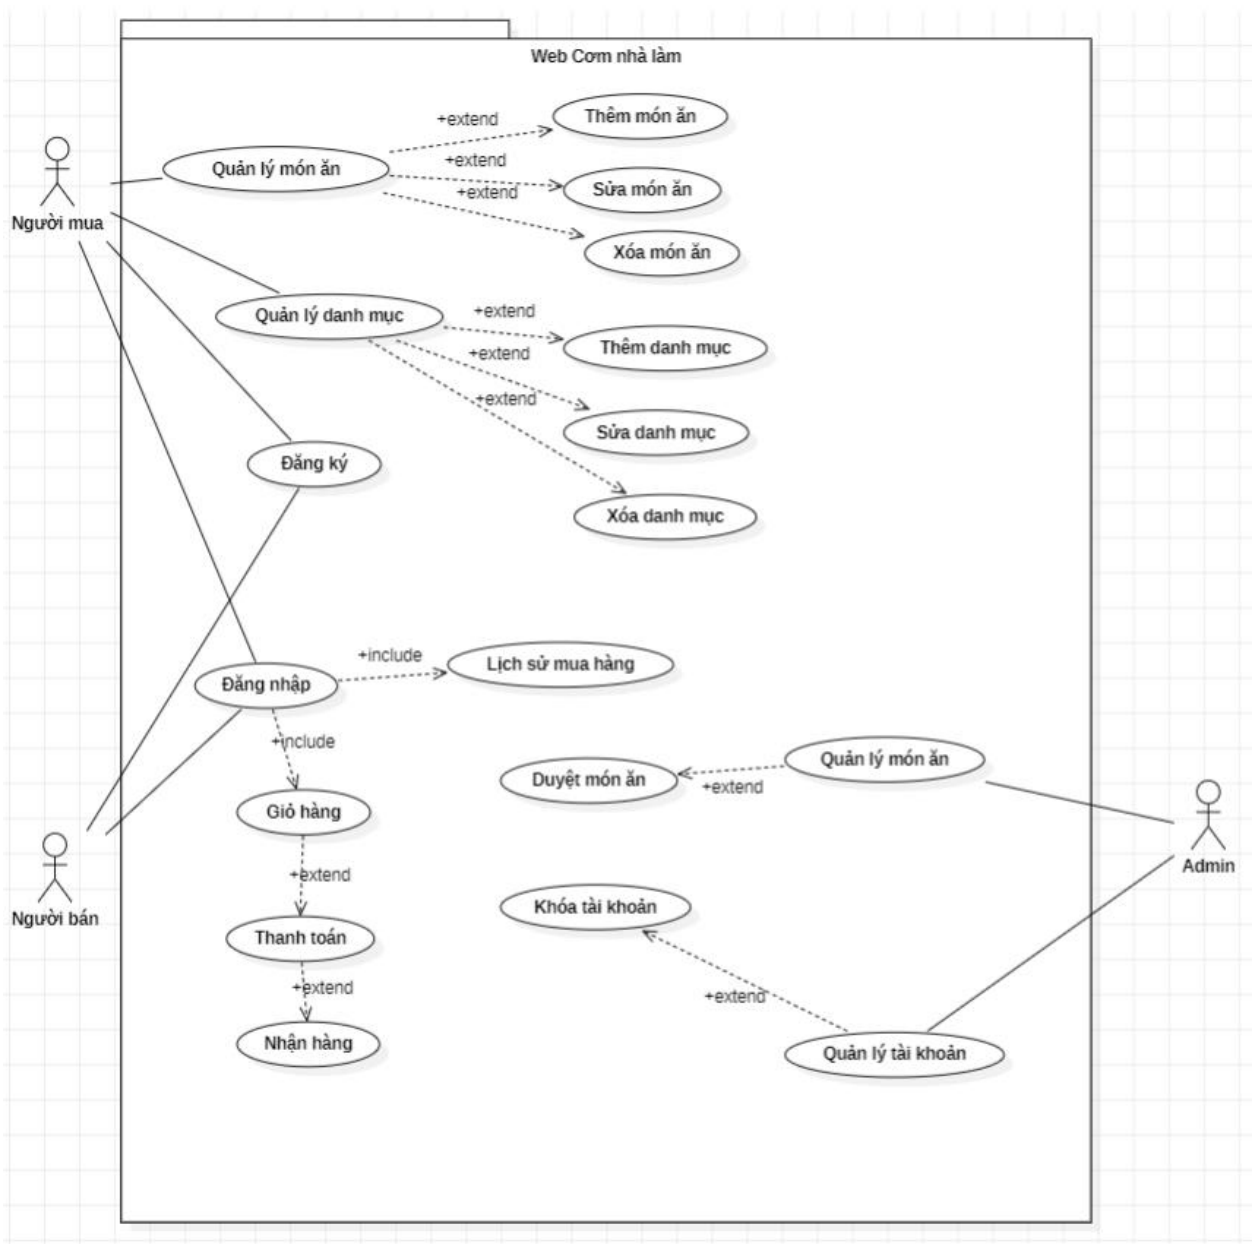 Web Cơm nhà làm
+extend
Thêm món ăn
Quản lý món ăn
+extend
Sửa món ăn
+extend
Xóa món ăn
Người mua
Quản lý danh mục
+extend
Thêm danh mục
+extend
Sửa danh mục
+extend
Xóa danh mục
Đăng ký
Đăng nhập
+include
Lịch sử mua hàng
+include
Giỏ hàng
Duyệt món ăn
+extend
Quản lý món ăn
Admin
+extend
Người bán
Thanh toán
Khóa tài khoản
+extend
Nhận hàng
+extend
Quản lý tài khoản